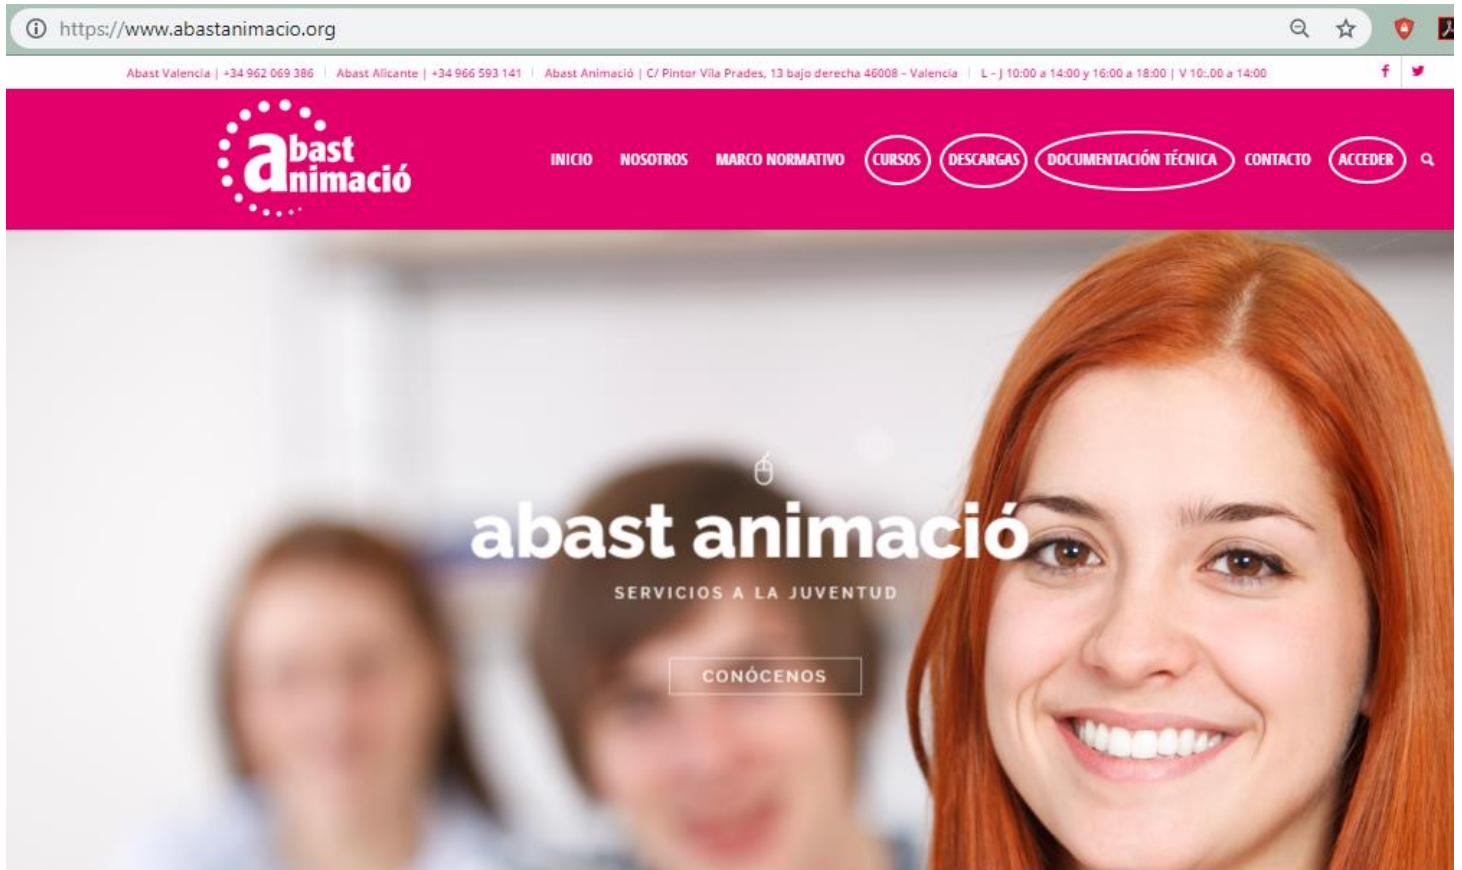 https://www.abastanimacio.org
Abast Valencia | +34 962 069 386 | Abast Alicante | +34 966 593 141 | Abast Animació | C/ Pintor Vila Prades, 13 bajo derecha 46008 – Valencia | L – J 10:00 a 14:00 y 16:00 a 18:00 | V 10:.00 a 14:00
abast
animació
INICIO NOSOTROS MARCO NORMATIVO CURSOS DESCARGAS DOCUMENTACIÓN TÉCNICA CONTACTO ACCEDER
abast animació
SERVICIOS A LA JUVENTUD
CONÓCENOS